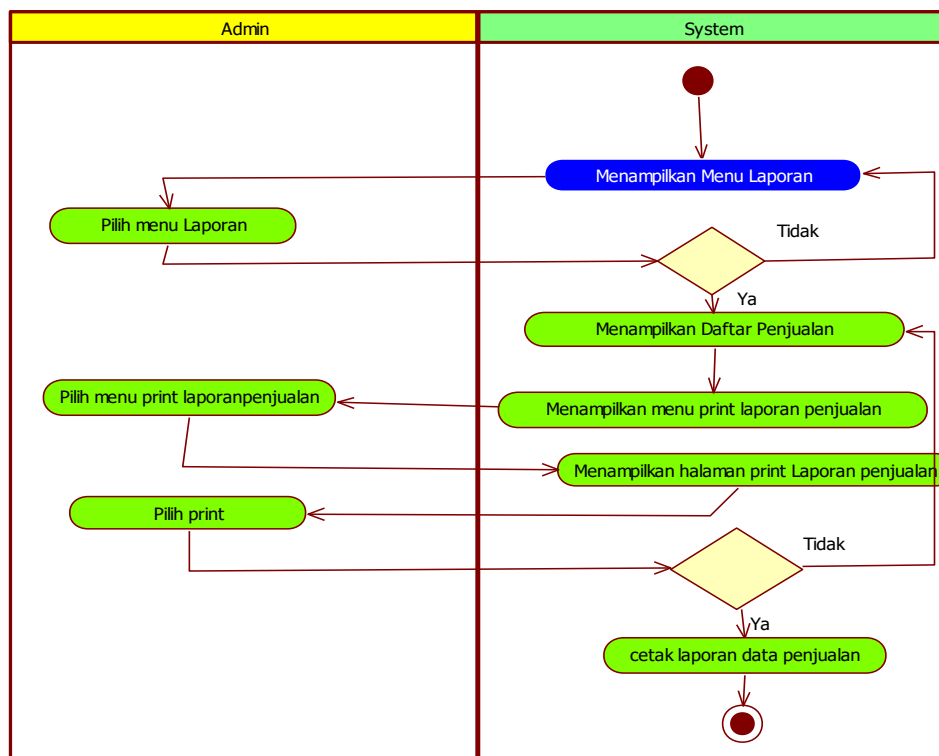 Admin
System
Menampilkan Menu Laporan
Pilih menu Laporan
Tidak
Ya
Menampilkan Daftar Penjualan
Pilih menu print laporanpenjualan
Menampilkan menu print laporan penjualan
Menampilkan halaman print Laporan penjualan
Pilih print
Tidak
Ya
cetak laporan data penjualan